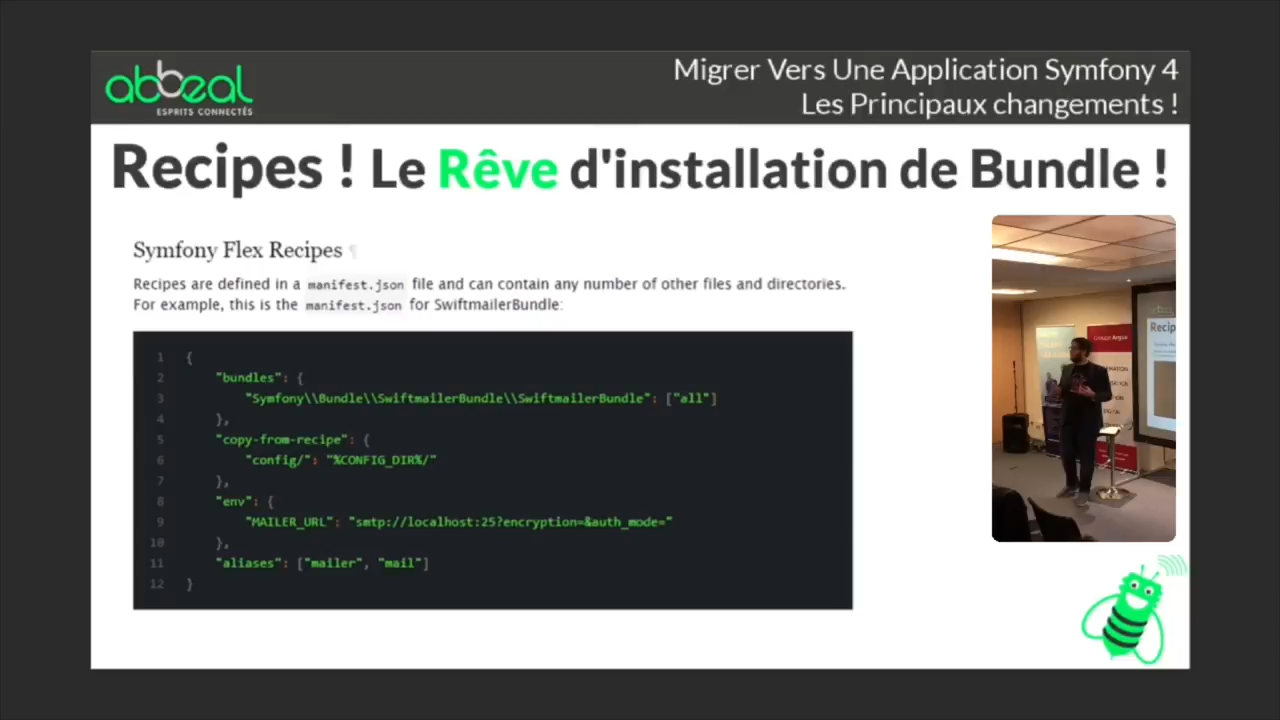 abbeal
ESPRITS CONNECTÉS
Migrer Vers Une Application Symfony 4
Les Principaux changements !
Recipes ! Le Rêve d'installation de Bundle !
Symfony Flex Recipes ¶
Recipes are defined in a manifest.json file and can contain any number of other files and directories.
For example, this is the manifest.json for SwiftmailerBundle:
1 {
2 "bundles": {
3 "Symfony\\Bundle\\SwiftmailerBundle\\SwiftmailerBundle": ["all"]
4 },
5 "copy-from-recipe": {
6 "config/": "%CONFIG_DIR%/"
7 },
8 "env": {
9 "MAILER_URL": "smtp://localhost:25?encryption=&auth_mode="
10 },
11 "aliases": ["mailer", "mail"]
12 }
Recip
Groupe Argus